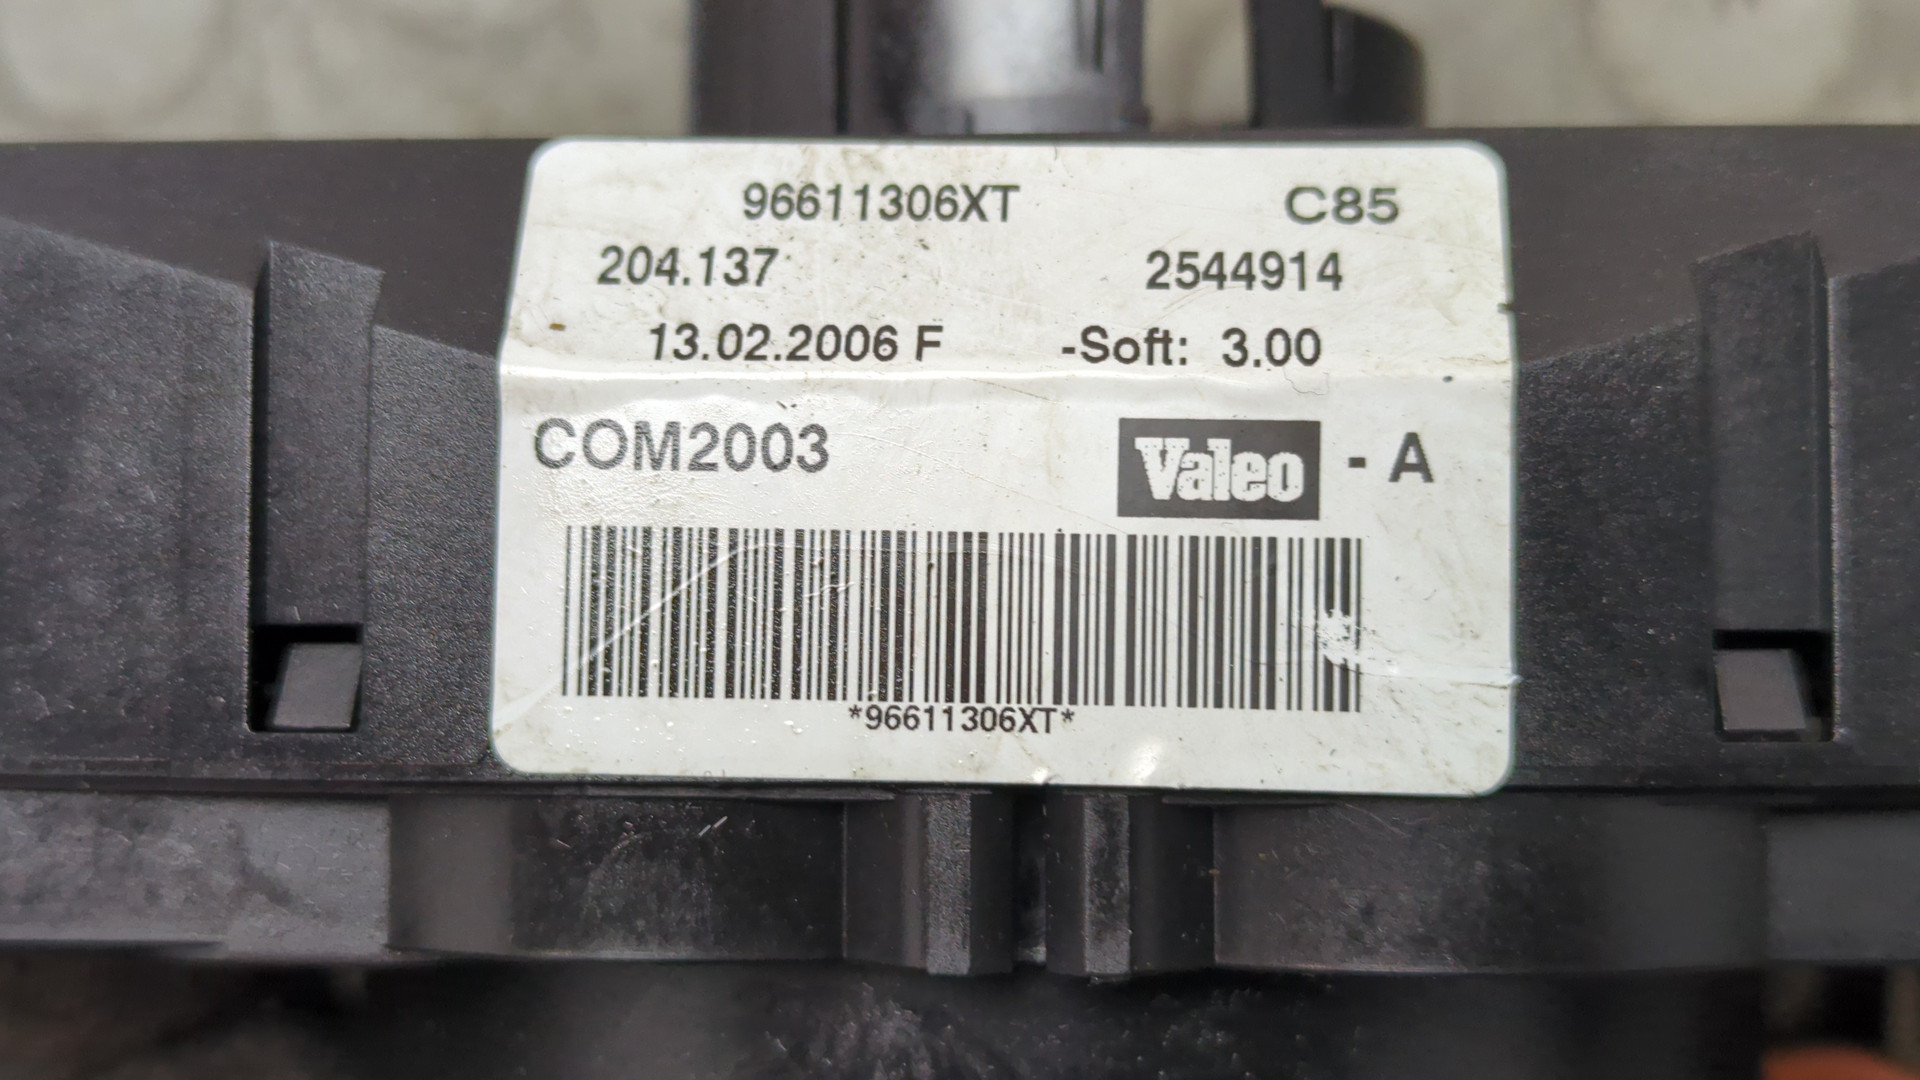 96611306XT C85
204.137 2544914
13.02.2006 F -Soft: 3.00
COM2003 Valeo - A
*96611306XT*